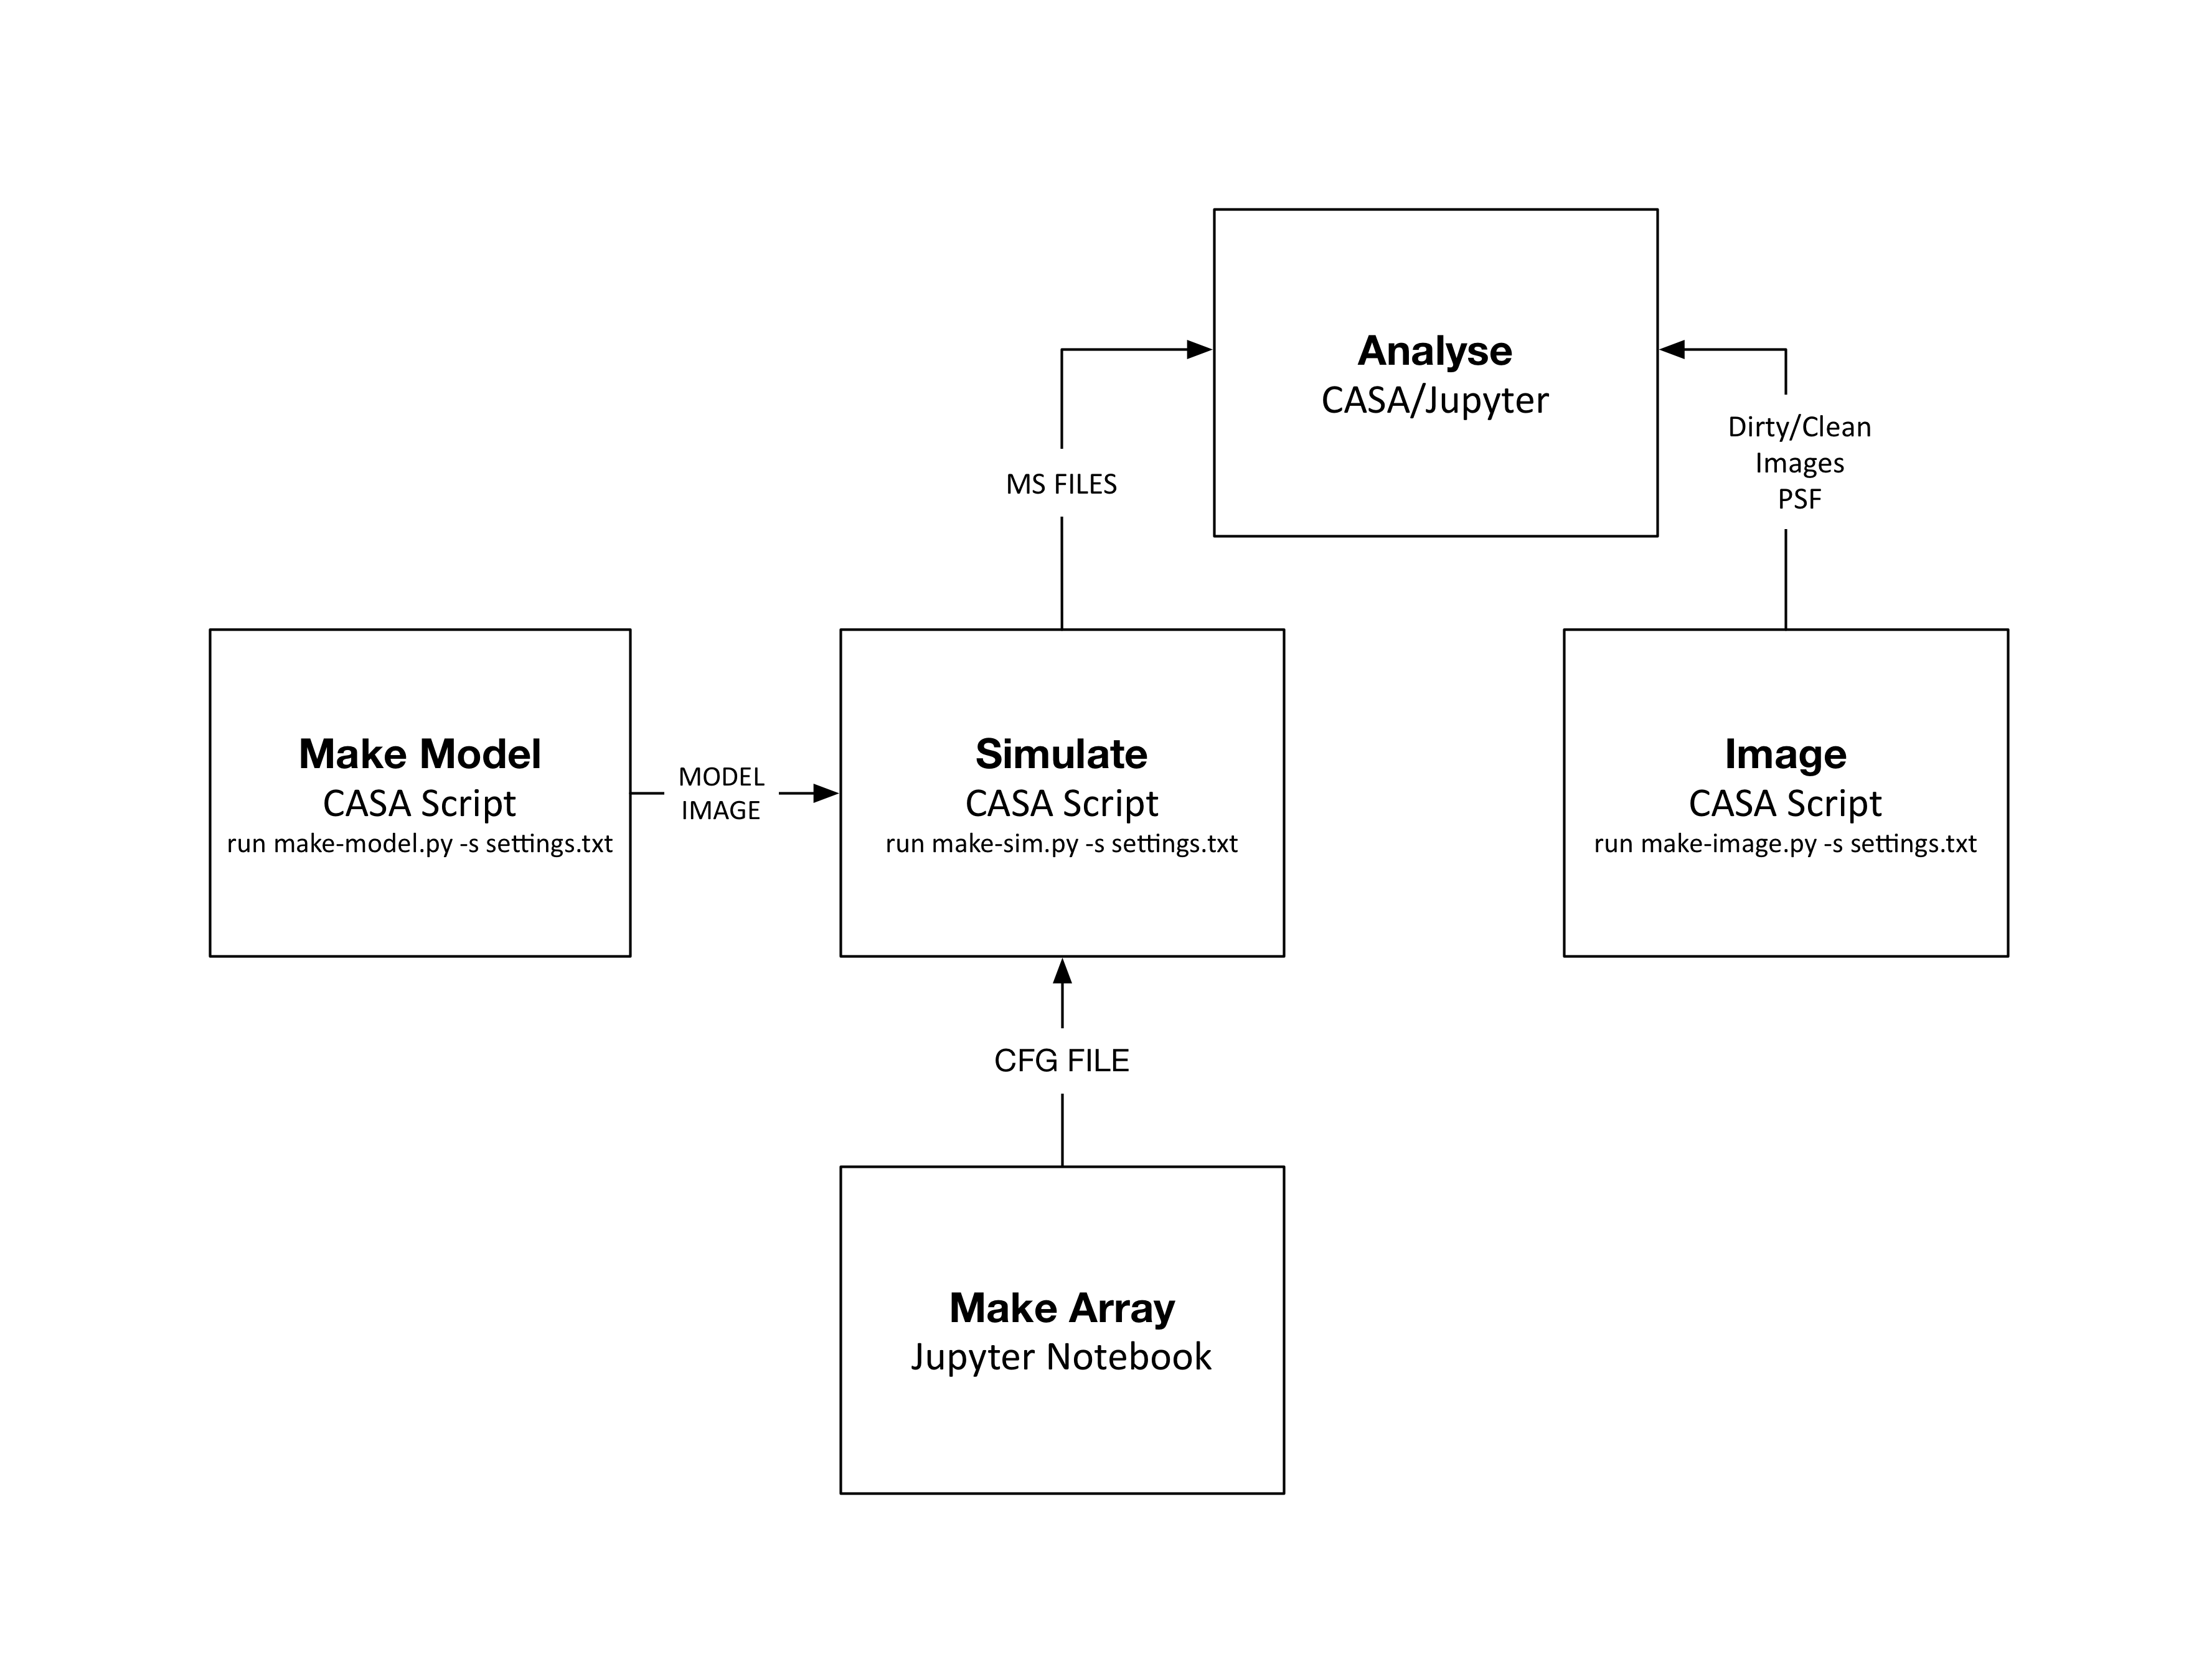 Analyse
CASA/Jupyter
MS FILES
Dirty/Clean
Images
PSF
Make Model
CASA Script
run make-model.py -s settings.txt
MODEL
IMAGE
Simulate
CASA Script
run make-sim.py -s settings.txt
Image
CASA Script
run make-image.py -s settings.txt
CFG FILE
Make Array
Jupyter Notebook